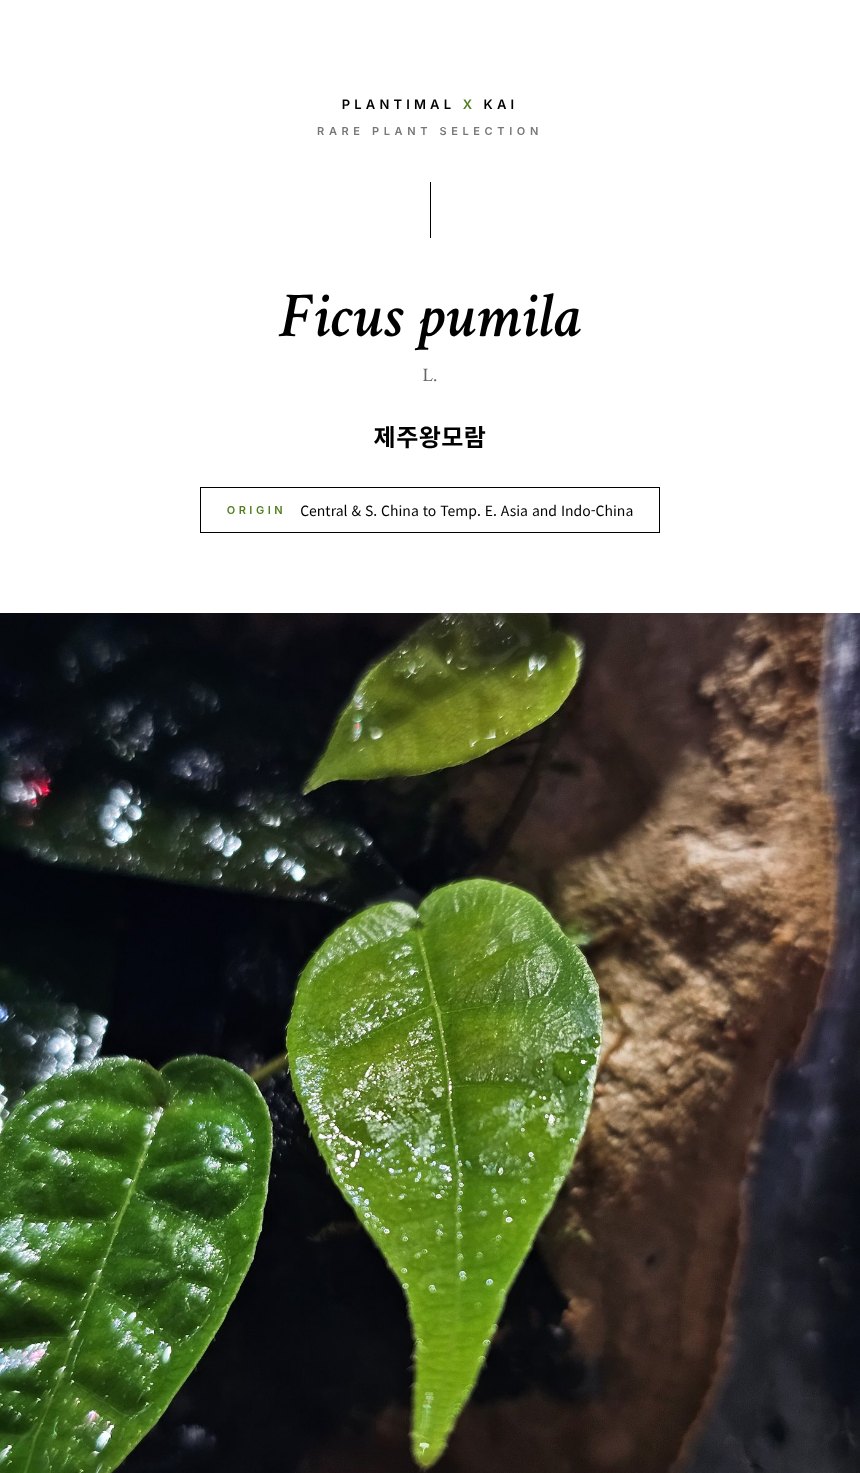 PLANTIMAL X KAI
RARE PLANT SELECTION
Ficus pumila
L.
제주왕모람
ORIGIN Central & S. China to Temp. E. Asia and Indo-China